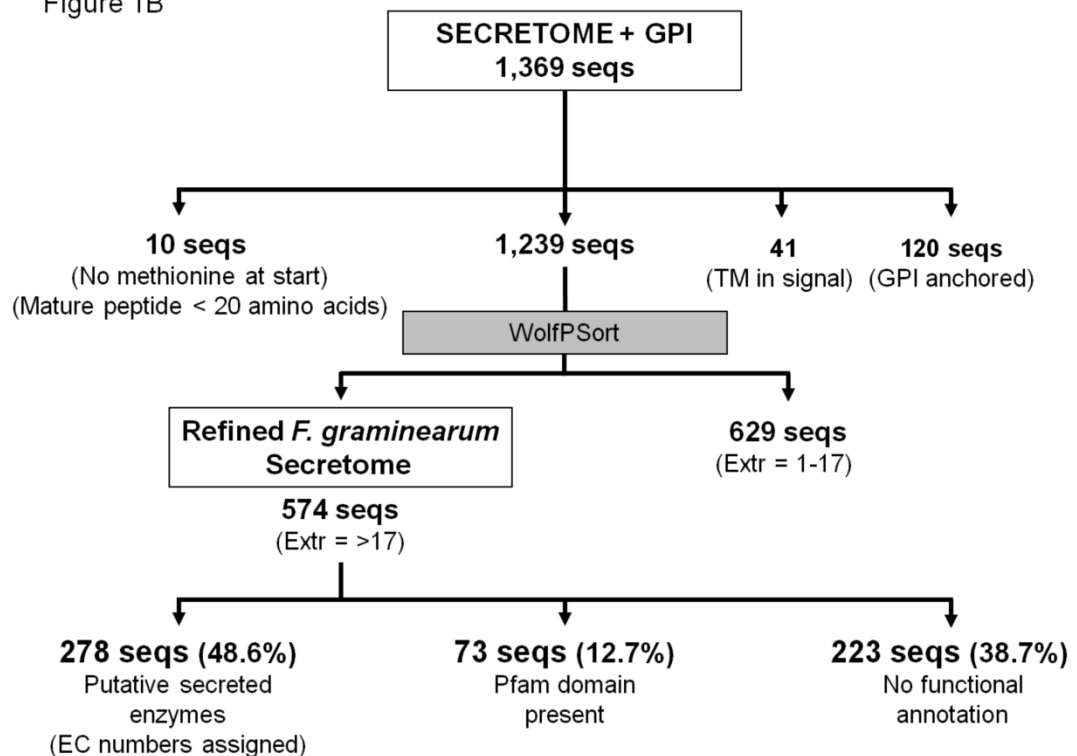 Figure 1B
SECRETOME + GPI
1,369 seqs
10 seqs
(No methionine at start)
(Mature peptide < 20 amino acids)
1,239 seqs
41
(TM in signal)
120 seqs
(GPI anchored)
WolfPSort
Refined F. graminearum
Secretome
574 seqs
(Extr = >17)
629 seqs
(Extr = 1-17)
278 seqs (48.6%)
Putative secreted
enzymes
(EC numbers assigned)
73 seqs (12.7%)
Pfam domain
present
223 seqs (38.7%)
No functional
annotation